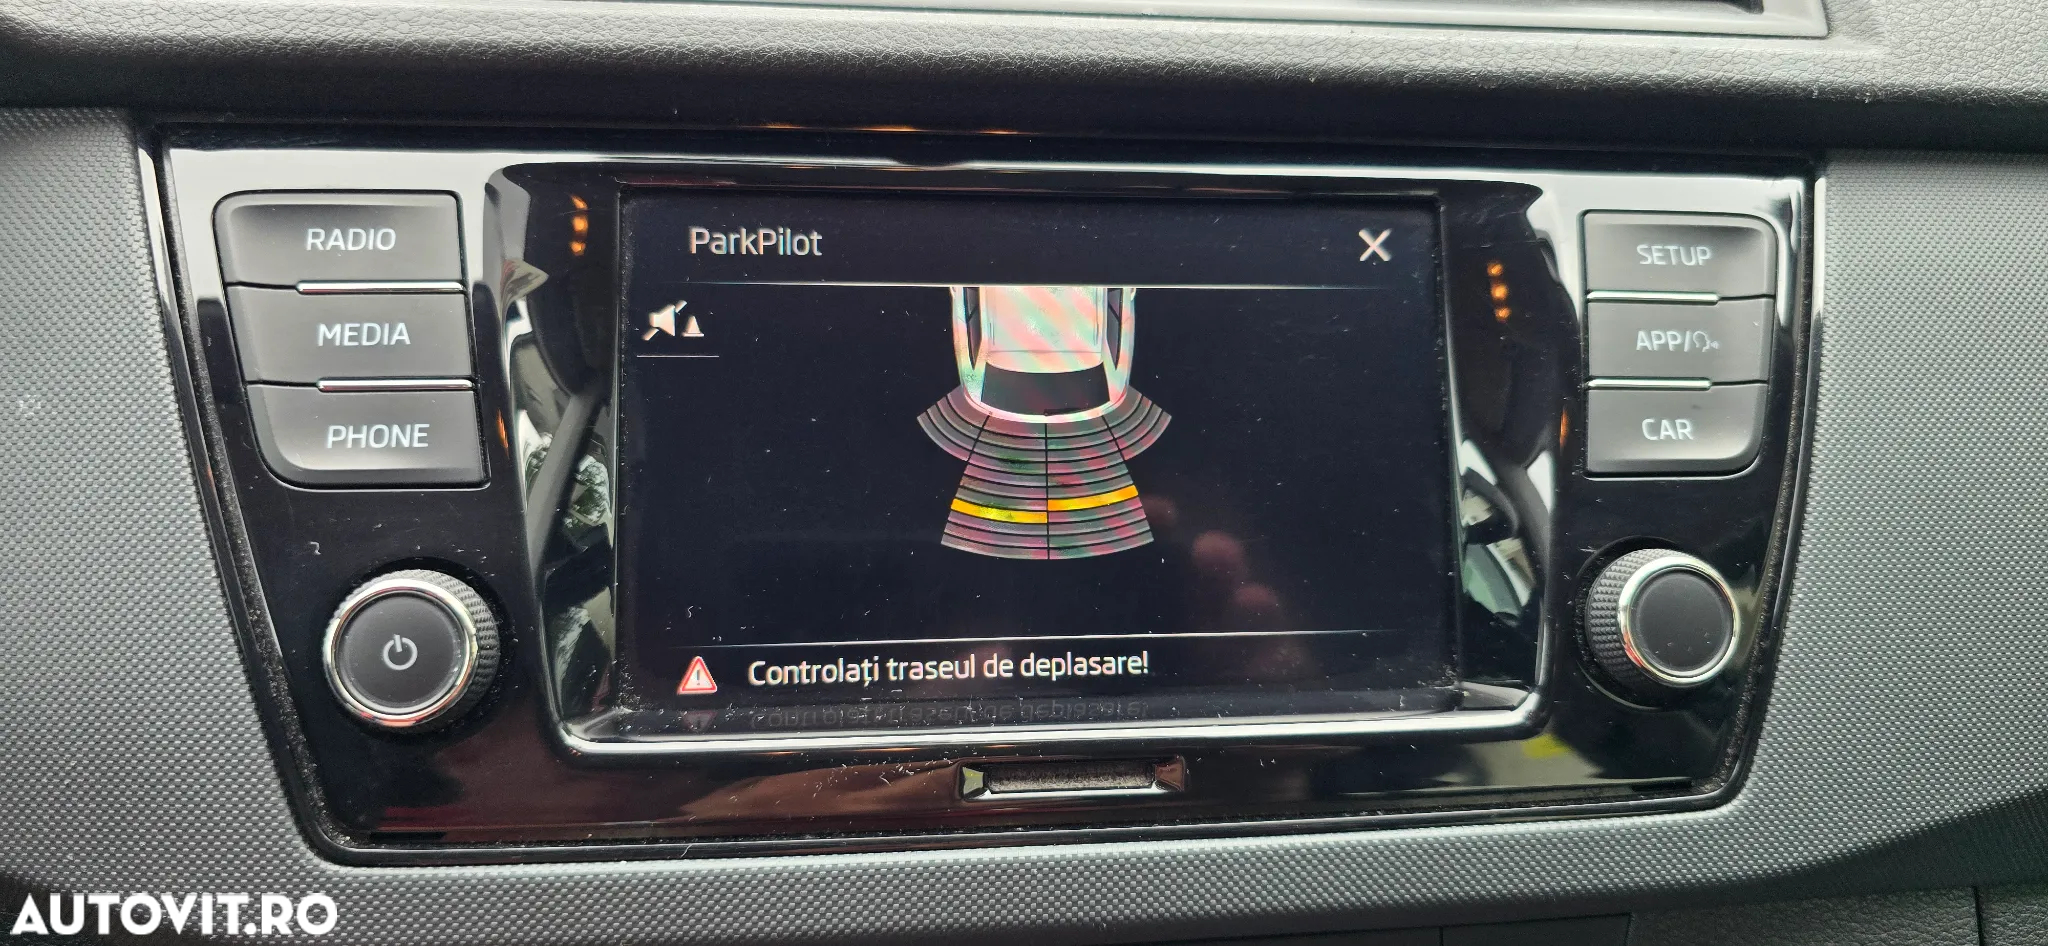 RADIO
MEDIA
PHONE
ParkPilot
X
Controlați traseul de deplasare!
SETUP
APP/
CAR
AUTOVIT.RO